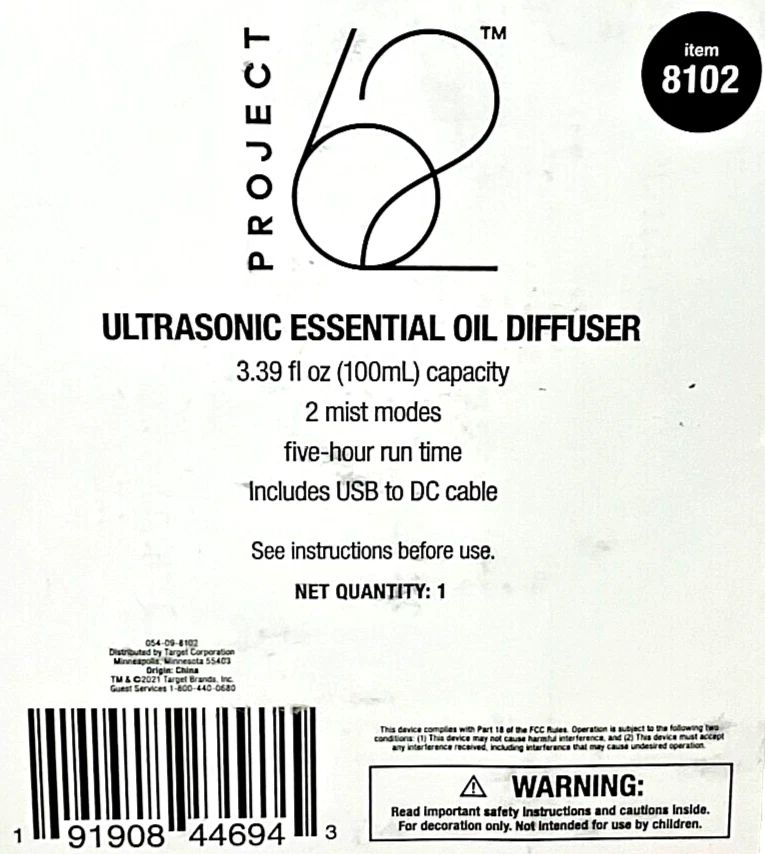 PROJECT
62
TM
item
8102
ULTRASONIC ESSENTIAL OIL DIFFUSER
3.39 fl oz (100mL) capacity
2 mist modes
five-hour run time
Includes USB to DC cable
See instructions before use.
NET QUANTITY: 1
054-09-8102
Distributed by Target Corporation
Minneapolis, Minnesota 55403
Origin: China
TM & ©2021 Target Brands, Inc.
Guest Services 1-800-440-0680
1 91908 44694 3
This device complies with Part 18 of the FCC Rules. Operation is subject to the following two
conditions: (1) This device may not cause harmful interference, and (2) This device must accept
any interference received, including interference that may cause undesired operation.
⚠ WARNING:
Read important safety instructions and cautions inside.
For decoration only. Not intended for use by children.